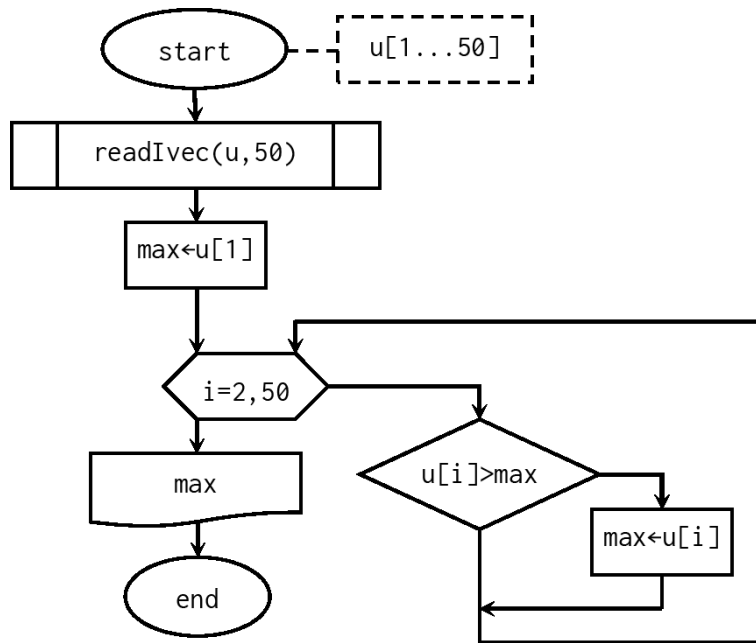 start
u[1...50]
readIvec(u,50)
max←u[1]
i=2,50
u[i]>max
max←u[i]
max
end